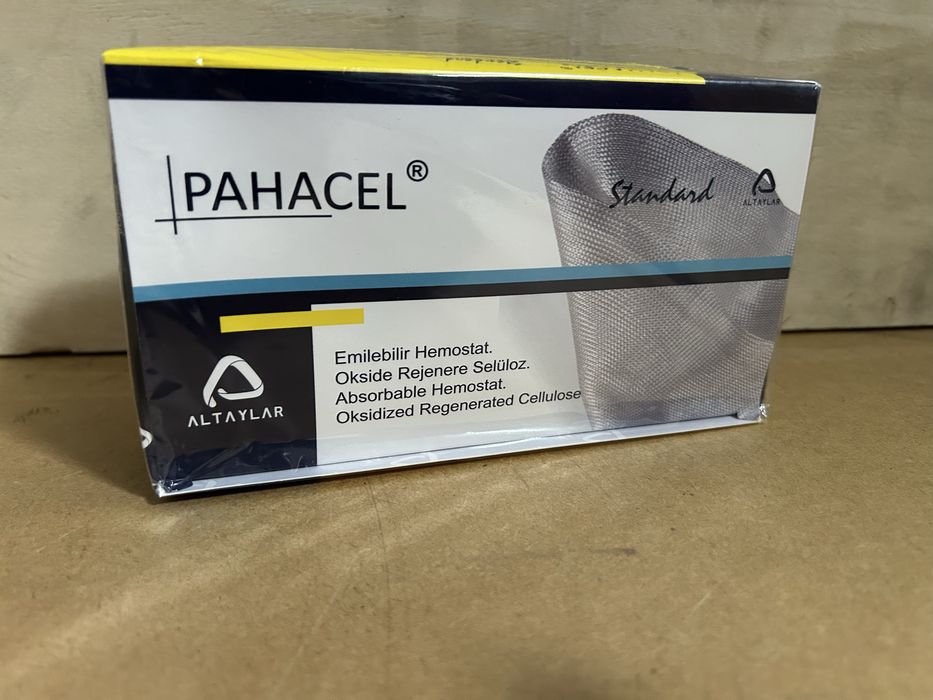 PAHACEL®
Standard
ALTAYLAR
Emilebilir Hemostat.
Okside Rejenere Selüloz.
Absorbable Hemostat.
Oksidized Regenerated Cellulose
ALTAYLAR